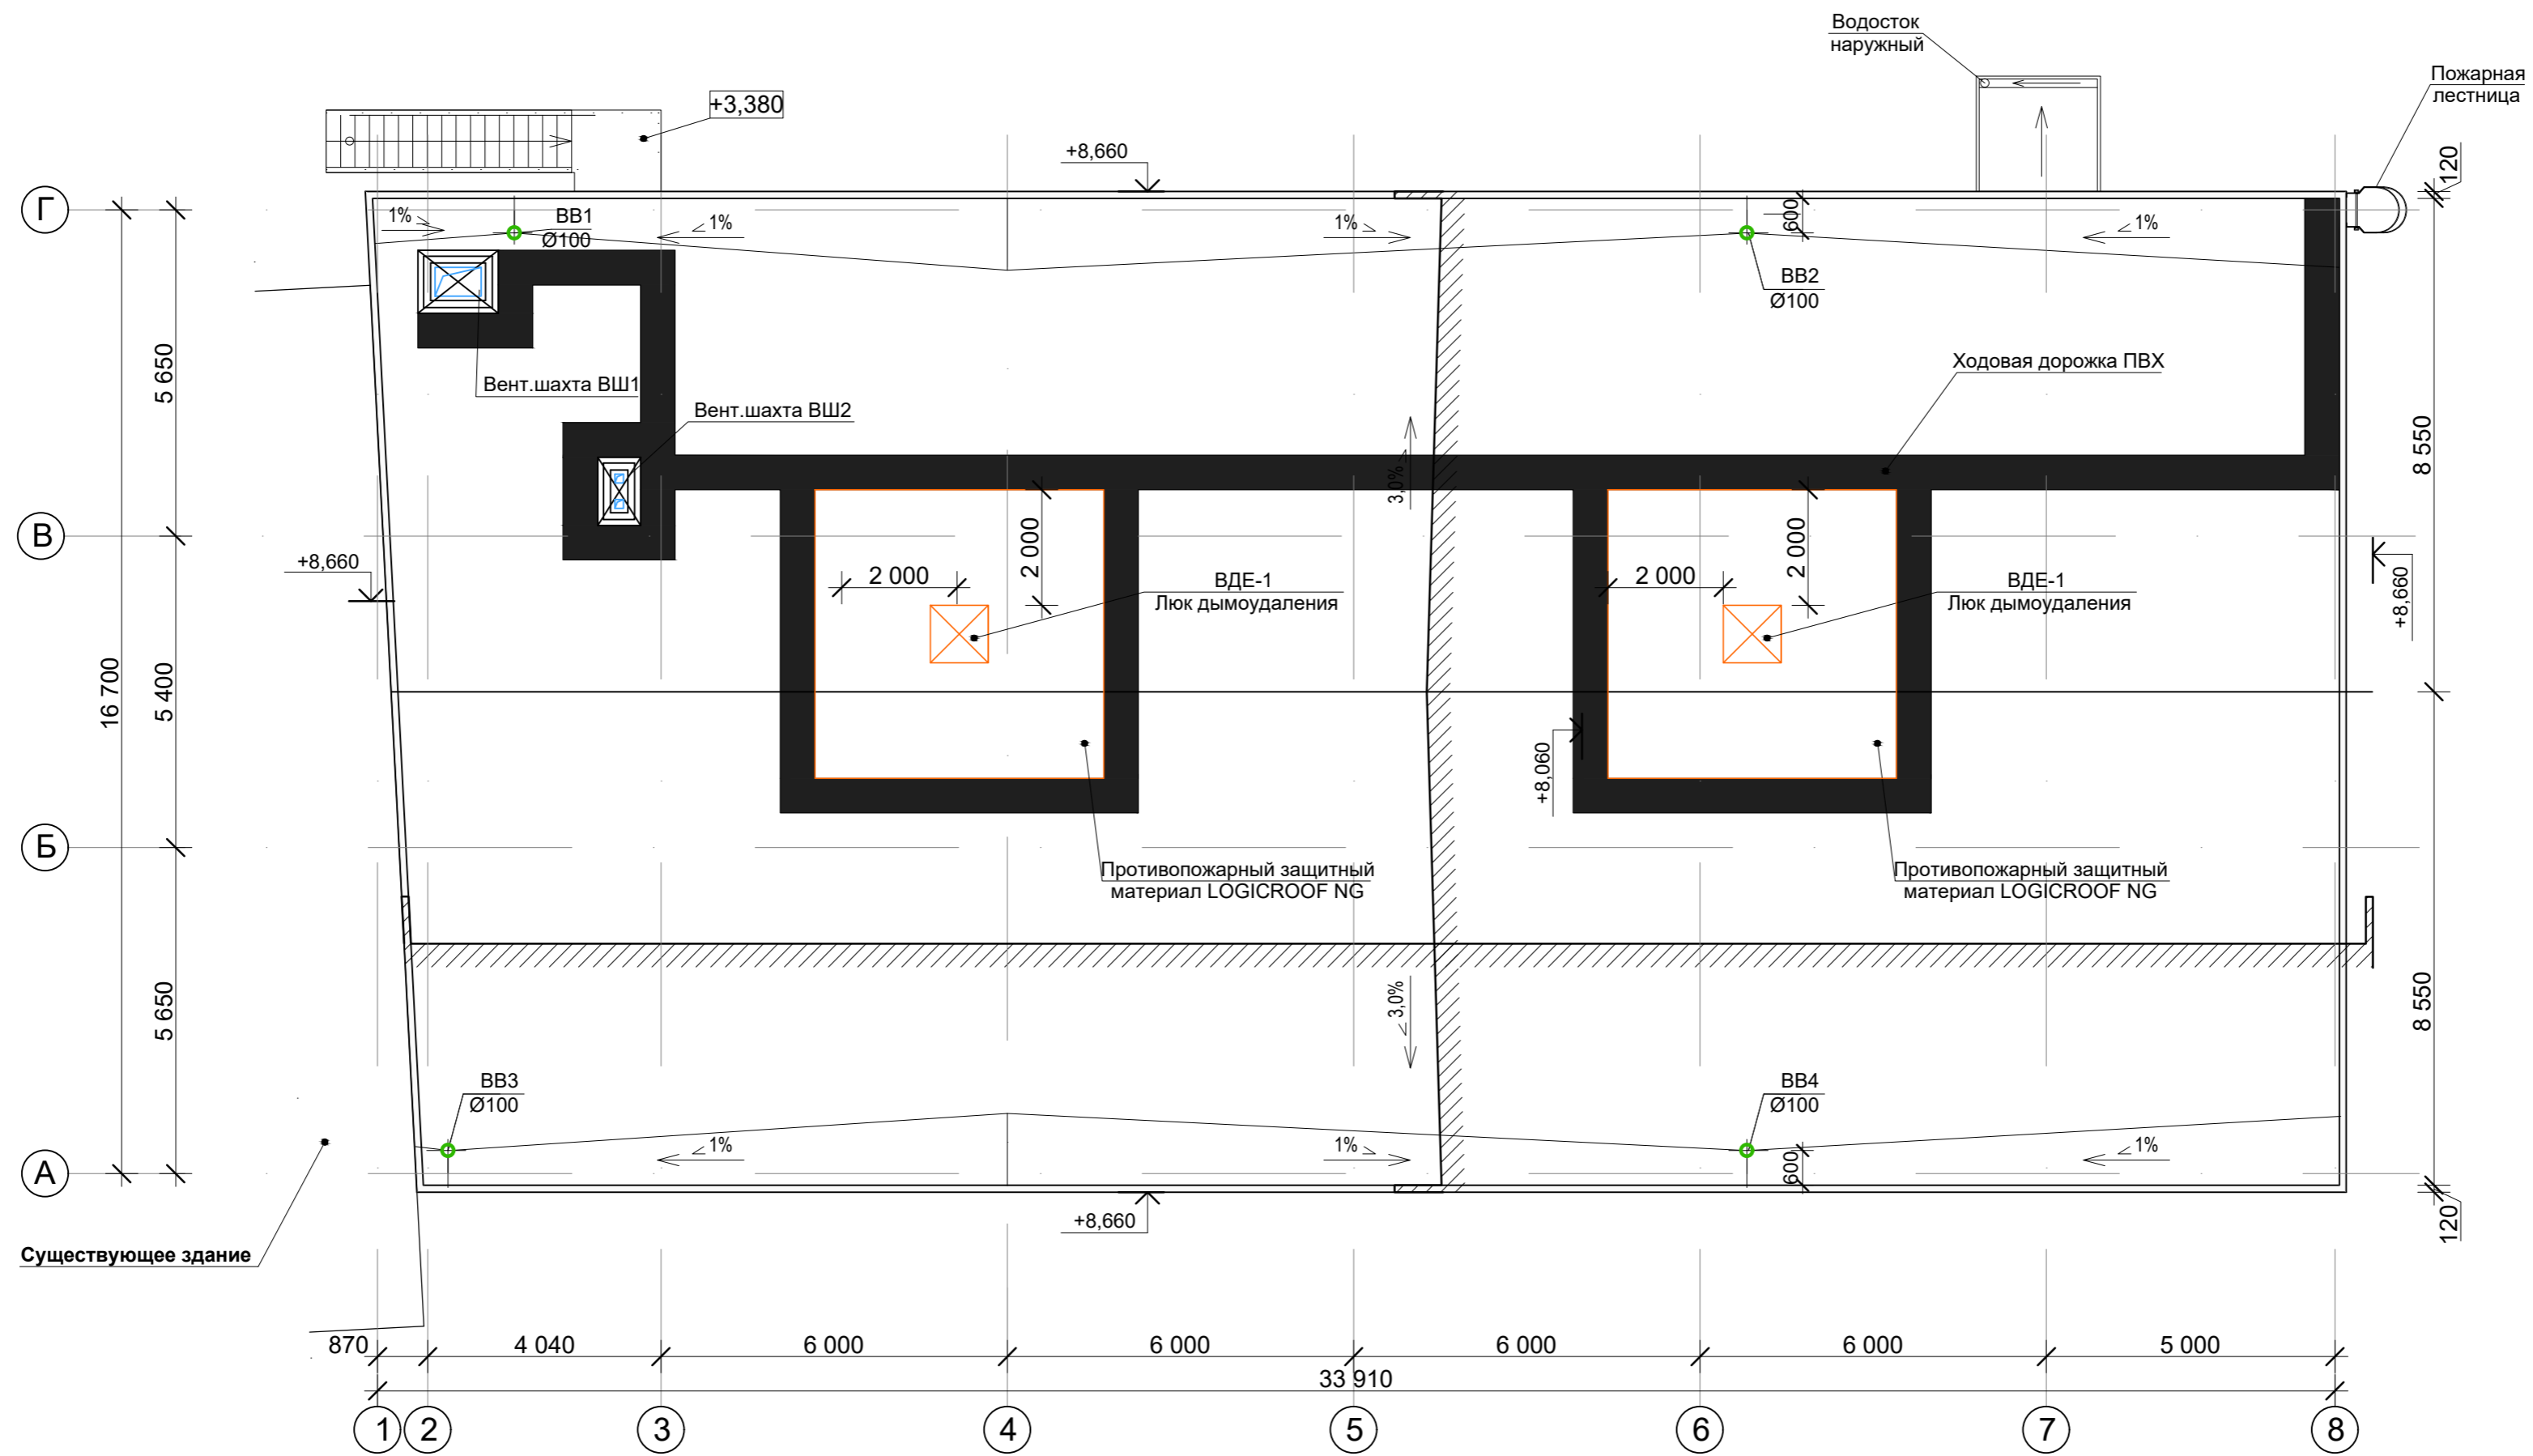 Водосток
наружный
Пожарная
лестница
+3,380
+8,660
120
Г
1%
ВВ1
Ø100
1%
1%
600
1%
ВВ2
Ø100
5 650
Вент.шахта ВШ1
Вент.шахта ВШ2
Ходовая дорожка ПВХ
8 550
3,0%
В
+8,660
2 000
2 000
ВДЕ-1
Люк дымоудаления
2 000
2 000
ВДЕ-1
Люк дымоудаления
+8,660
16 700
5 400
+8,060
Б
Противопожарный защитный
материал LOGICROOF NG
Противопожарный защитный
материал LOGICROOF NG
5 650
3,0%
8 550
ВВ3
Ø100
ВВ4
Ø100
1%
1%
600
1%
А
+8,660
120
Существующее здание
870
4 040
6 000
6 000
6 000
6 000
5 000
33 910
1
2
3
4
5
6
7
8